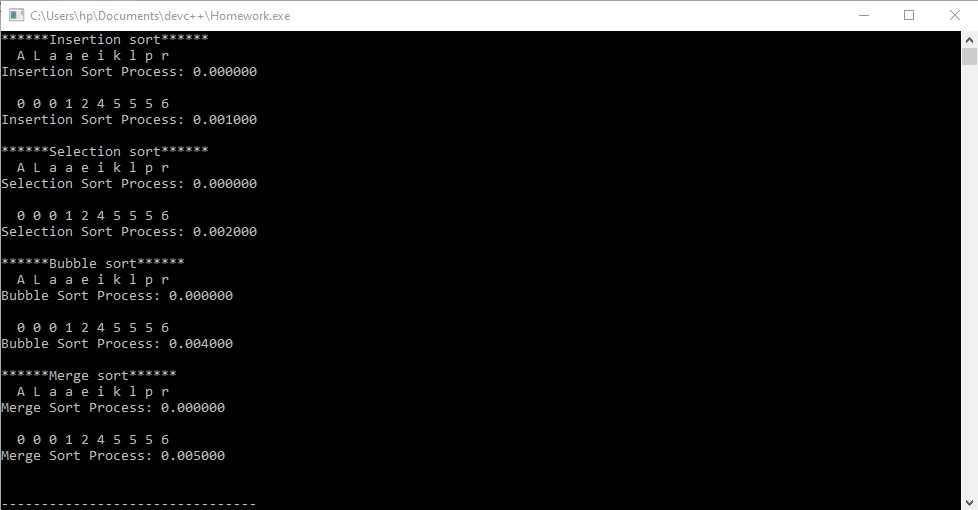 C:\Users\hp\Documents\devc++\Homework.exe
******Insertion sort******
A L a a e i k l p r
Insertion Sort Process: 0.000000
0 0 0 1 2 4 5 5 5 6
Insertion Sort Process: 0.001000
******Selection sort******
A L a a e i k l p r
Selection Sort Process: 0.000000
0 0 0 1 2 4 5 5 5 6
Selection Sort Process: 0.002000
******Bubble sort******
A L a a e i k l p r
Bubble Sort Process: 0.000000
0 0 0 1 2 4 5 5 5 6
Bubble Sort Process: 0.004000
******Merge sort******
A L a a e i k l p r
Merge Sort Process: 0.000000
0 0 0 1 2 4 5 5 5 6
Merge Sort Process: 0.005000
--------------------------------